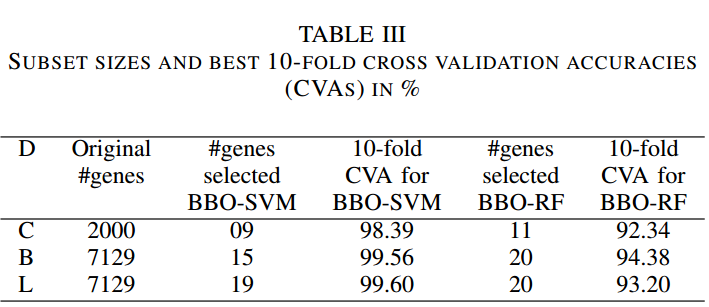 TABLE III
SUBSET SIZES AND BEST 10-FOLD CROSS VALIDATION ACCURACIES
(CVAS) IN %
D Original #genes 10-fold #genes 10-fold
#genes selected CVA for selected CVA for
BBO-SVM BBO-SVM BBO-RF BBO-RF
C 2000 09 98.39 11 92.34
B 7129 15 99.56 20 94.38
L 7129 19 99.60 20 93.20